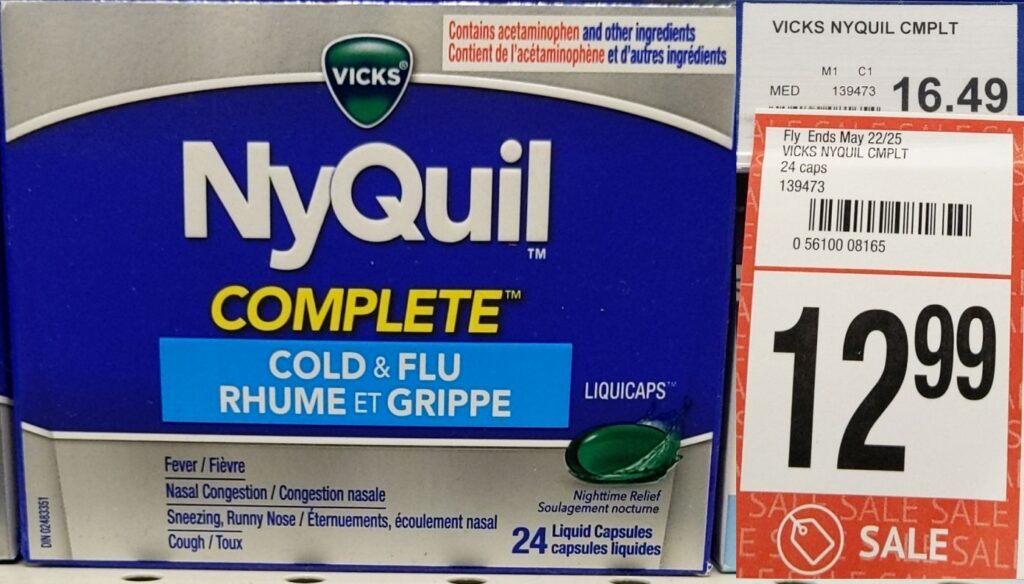 Contains acetaminophen and other ingredients
Contient de l'acétaminophène et d'autres ingrédients
VICKS®
NyQuil™
COMPLETE™
COLD & FLU
RHUME ET GRIPPE
LIQUICAPS™
Fever / Fièvre
Nasal Congestion / Congestion nasale
Sneezing, Runny Nose / Éternuements, écoulement nasal
Cough / Toux
Nighttime Relief
Soulagement nocturne
24 Liquid Capsules
capsules liquides
DIN 02483351
VICKS NYQUIL CMPLT
M1 C1
MED 139473 16.49
Fly Ends May 22/25
VICKS NYQUIL CMPLT
24 caps
139473
0 56100 08165
12.99
SALE